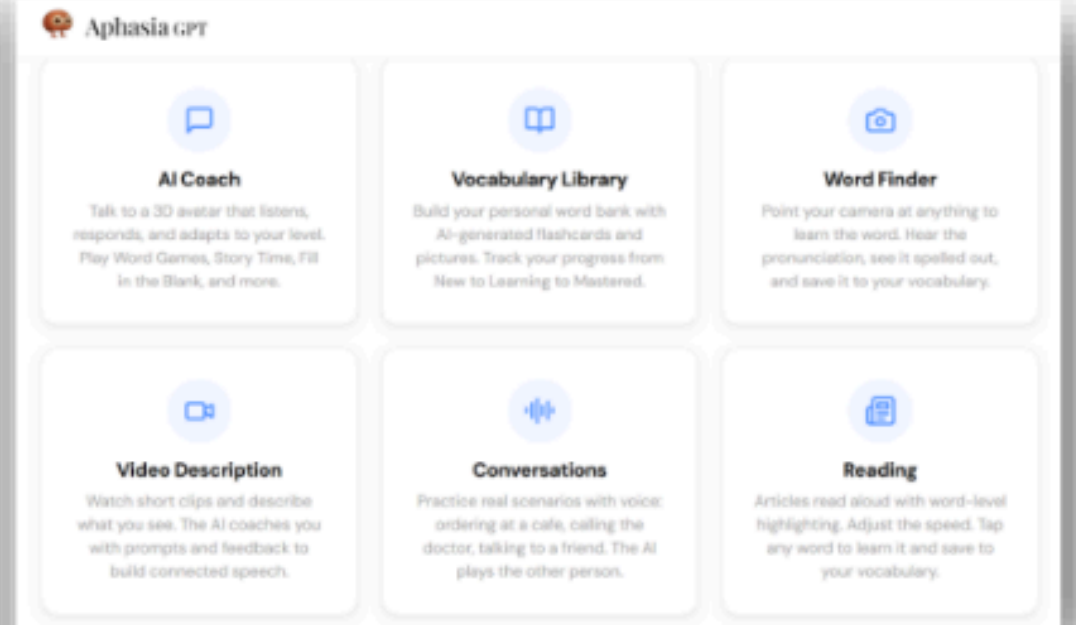 Aphasia GPT
AI Coach
Talk to a 3D avatar that listens,
responds, and adapts to your level.
Play Word Games, Story Time, Fill
in the Blank, and more.
Vocabulary Library
Build your personal word bank with
AI-generated flashcards and
pictures. Track your progress from
New to Learning to Mastered.
Word Finder
Point your camera at anything to
learn the word. Hear the
pronunciation, see it spelled out,
and save it to your vocabulary.
Video Description
Watch short clips and describe
what you see. The AI coaches you
with prompts and feedback to
build connected speech.
Conversations
Practice real scenarios with voice:
ordering at a cafe, calling the
doctor, talking to a friend. The AI
plays the other person.
Reading
Articles read aloud with word-level
highlighting. Adjust the speed. Tap
any word to learn it and save to
your vocabulary.